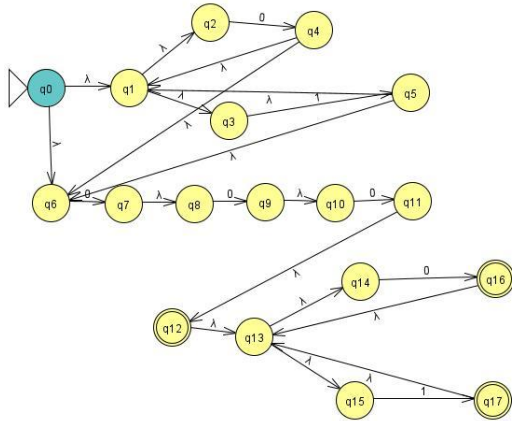 q2 0 q4
q0 λ q1 λ λ
λ q3 λ 1 q5
λ λ λ
q6 0 q7 λ q8 0 q9 λ q10 0 q11
λ
q14 0 q16
q12 λ q13 λ λ
λ λ
q15 1 q17